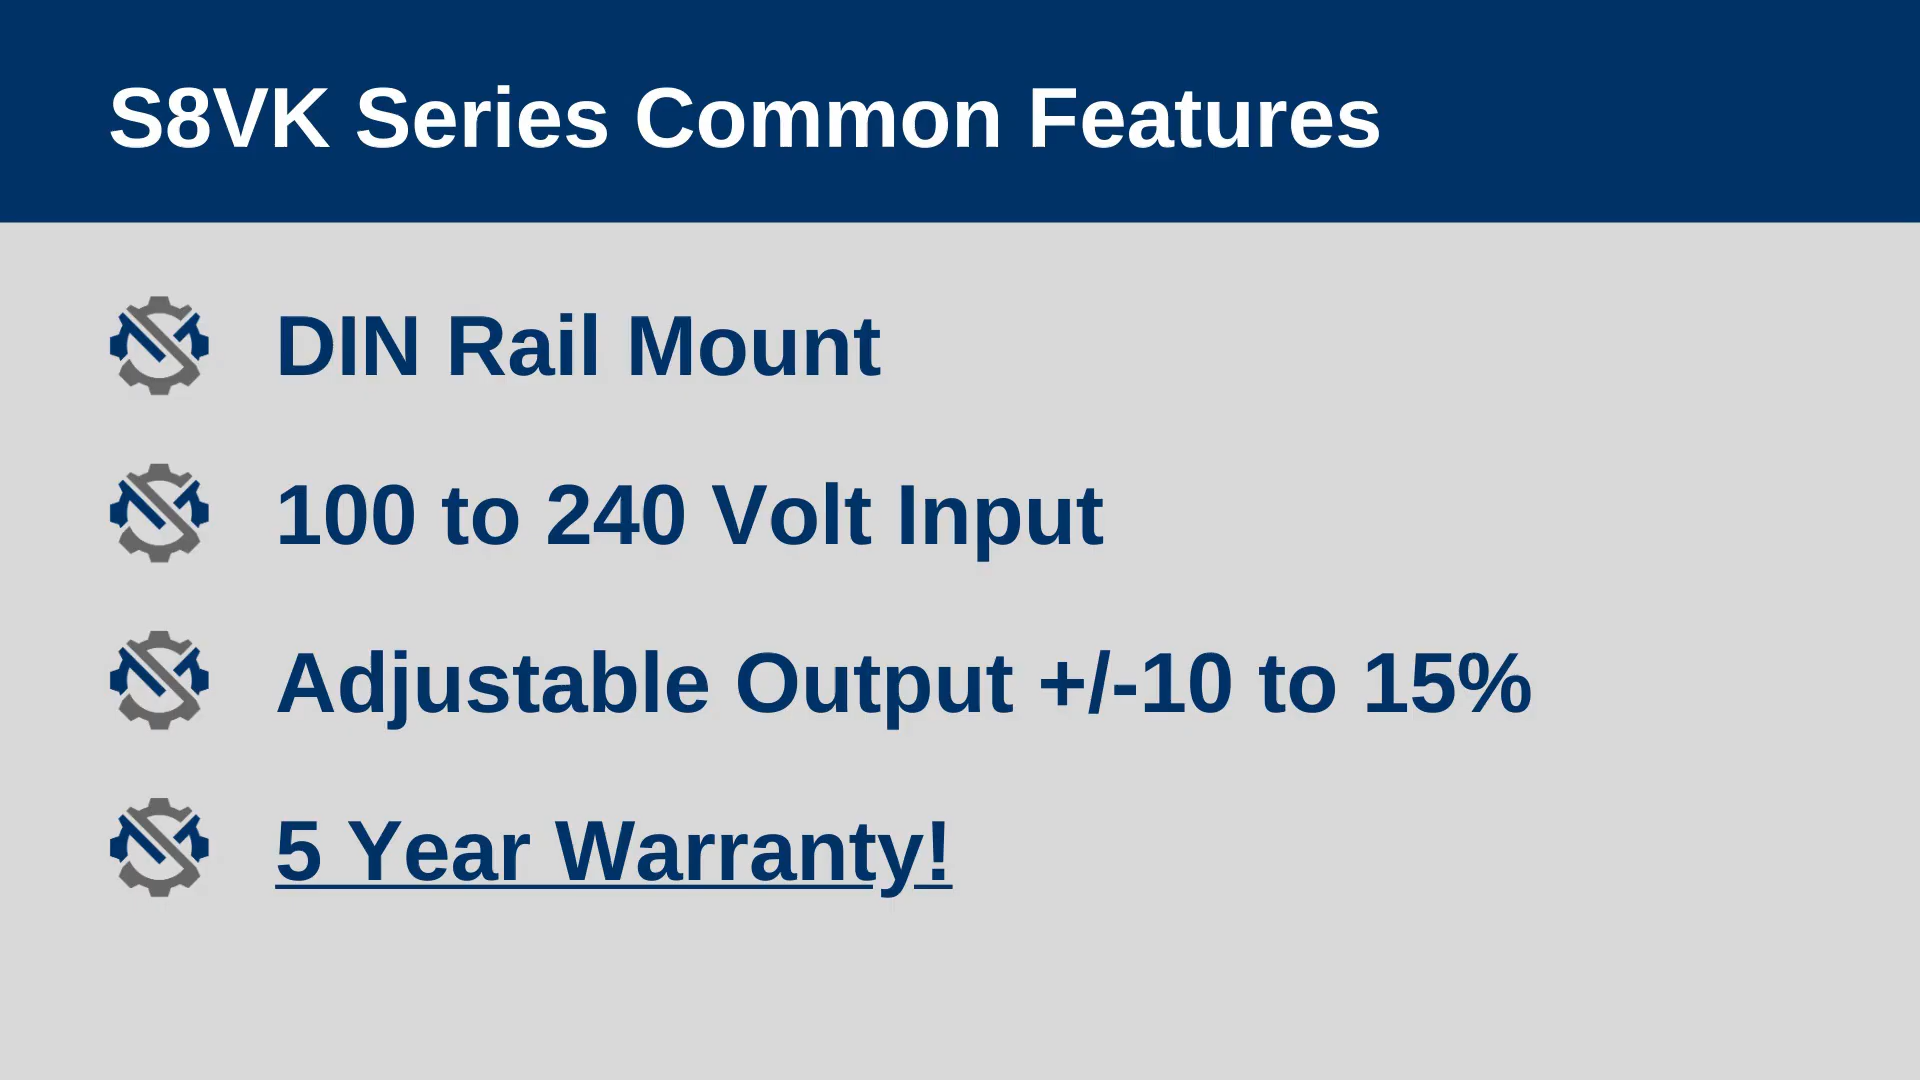 S8VK Series Common Features
DIN Rail Mount
100 to 240 Volt Input
Adjustable Output +/-10 to 15%
5 Year Warranty!